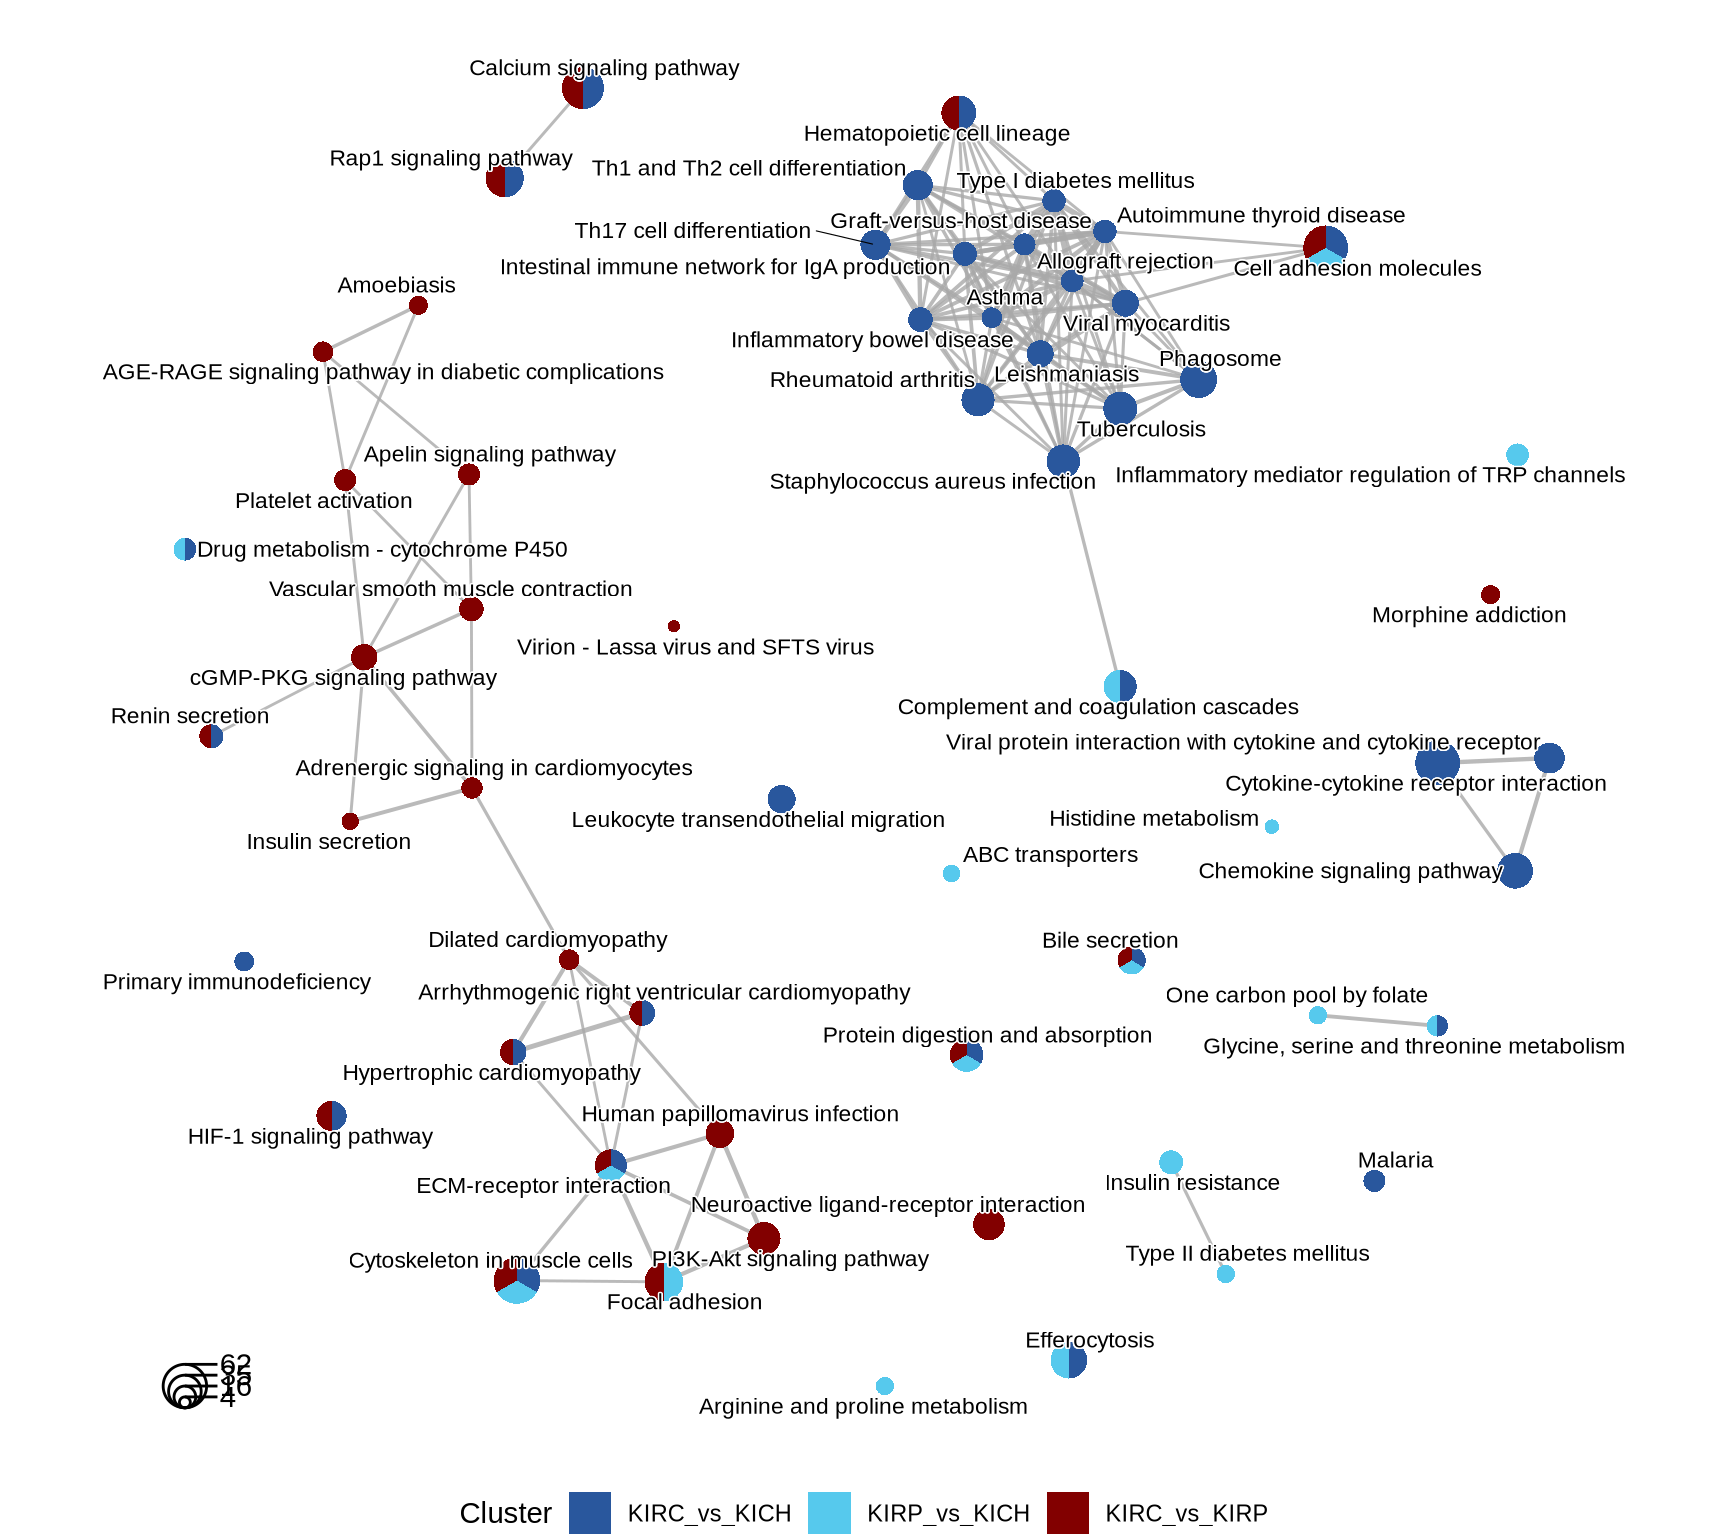 Calcium signaling pathway
Hematopoietic cell lineage
Rap1 signaling pathway
Th1 and Th2 cell differentiation
Type I diabetes mellitus
Graft-versus-host disease
Autoimmune thyroid disease
Th17 cell differentiation
Intestinal immune network for IgA production
Allograft rejection
Cell adhesion molecules
Amoebiasis
Asthma
Viral myocarditis
Inflammatory bowel disease
Phagosome
AGE-RAGE signaling pathway in diabetic complications
Rheumatoid arthritis
Leishmaniasis
Tuberculosis
Apelin signaling pathway
Staphylococcus aureus infection
Inflammatory mediator regulation of TRP channels
Platelet activation
Drug metabolism - cytochrome P450
Vascular smooth muscle contraction
Morphine addiction
Virion - Lassa virus and SFTS virus
cGMP-PKG signaling pathway
Complement and coagulation cascades
Renin secretion
Viral protein interaction with cytokine and cytokine receptor
Adrenergic signaling in cardiomyocytes
Cytokine-cytokine receptor interaction
Leukocyte transendothelial migration
Histidine metabolism
Insulin secretion
ABC transporters
Chemokine signaling pathway
Dilated cardiomyopathy
Bile secretion
Primary immunodeficiency
Arrhythmogenic right ventricular cardiomyopathy
One carbon pool by folate
Protein digestion and absorption
Glycine, serine and threonine metabolism
Hypertrophic cardiomyopathy
Human papillomavirus infection
HIF-1 signaling pathway
Malaria
ECM-receptor interaction
Insulin resistance
Neuroactive ligand-receptor interaction
Cytoskeleton in muscle cells
PI3K-Akt signaling pathway
Type II diabetes mellitus
Focal adhesion
Efferocytosis
62
16
4
Arginine and proline metabolism
Cluster KIRC_vs_KICH KIRP_vs_KICH KIRC_vs_KIRP